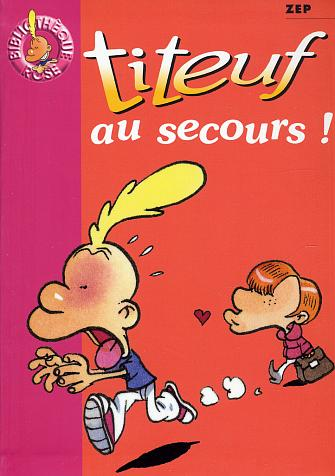 ZEP
BIBLIOTHÈQUE
ROSE
titeuf
au secours !